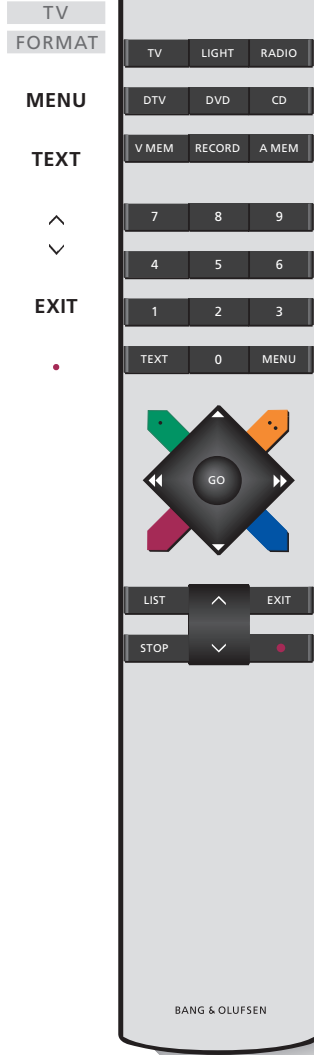 TV
FORMAT
MENU
TEXT
EXIT
TV LIGHT RADIO
DTV DVD CD
V MEM RECORD A MEM
7 8 9
4 5 6
1 2 3
TEXT 0 MENU
GO
LIST EXIT
STOP
BANG & OLUFSEN